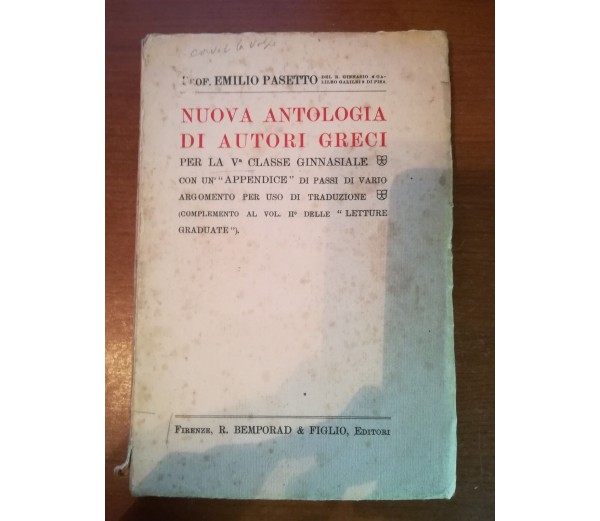 PROF. EMILIO PASETTO DEL R. GINNASIO "GALILEO GALILEI" DI PISA
NUOVA ANTOLOGIA
DI AUTORI GRECI
PER LA Vª CLASSE GINNASIALE
CON UN' "APPENDICE" DI PASSI DI VARIO
ARGOMENTO PER USO DI TRADUZIONE
(COMPLEMENTO AL VOL. IIº DELLE "LETTURE
GRADUATE").
FIRENZE, R. BEMPORAD & FIGLIO, EDITORI